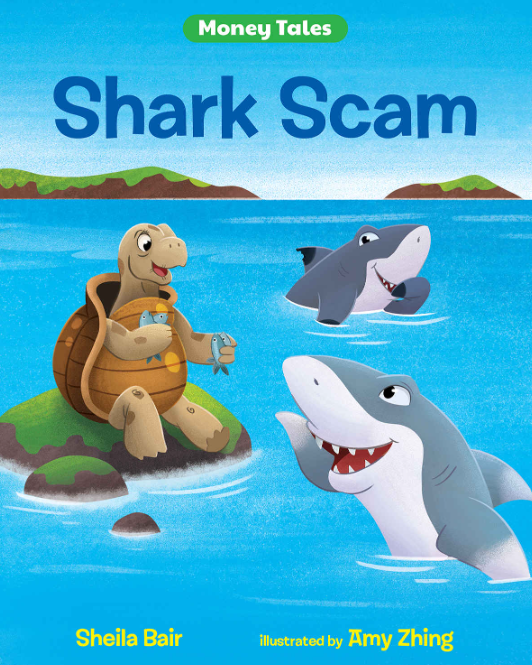 Money Tales
Shark Scam
Sheila Bair
illustrated by Amy Zhing